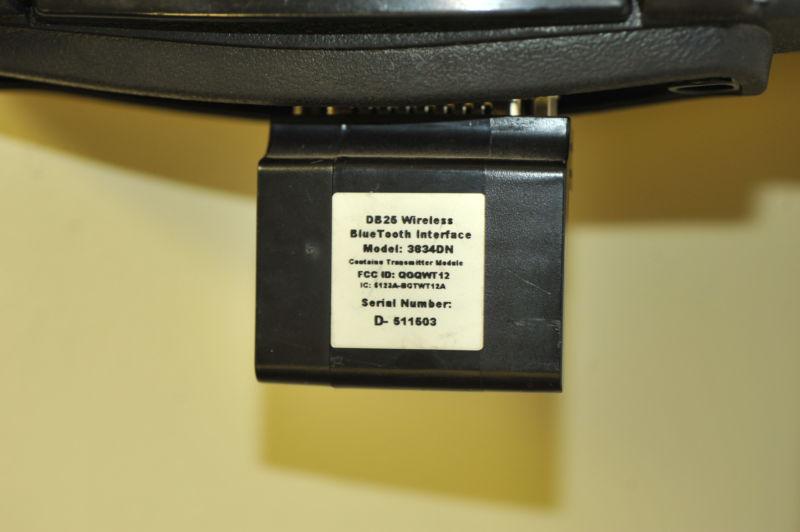 DB25 Wireless
BlueTooth Interface
Model: 3834DN
Contains Transmitter Module
FCC ID: QOQWT12
IC: 5123A-BGTWT12A
Serial Number:
D- 511503